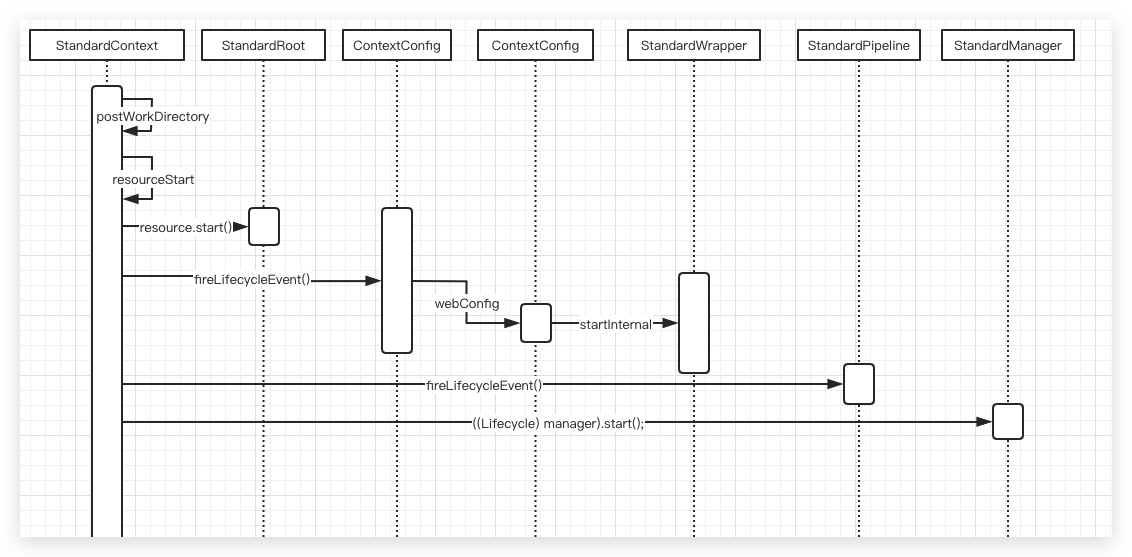 StandardContext
StandardRoot
ContextConfig
ContextConfig
StandardWrapper
StandardPipeline
StandardManager
postWorkDirectory
resourceStart
resource.start()
fireLifecycleEvent()
webConfig
startInternal
fireLifecycleEvent()
((Lifecycle) manager).start();